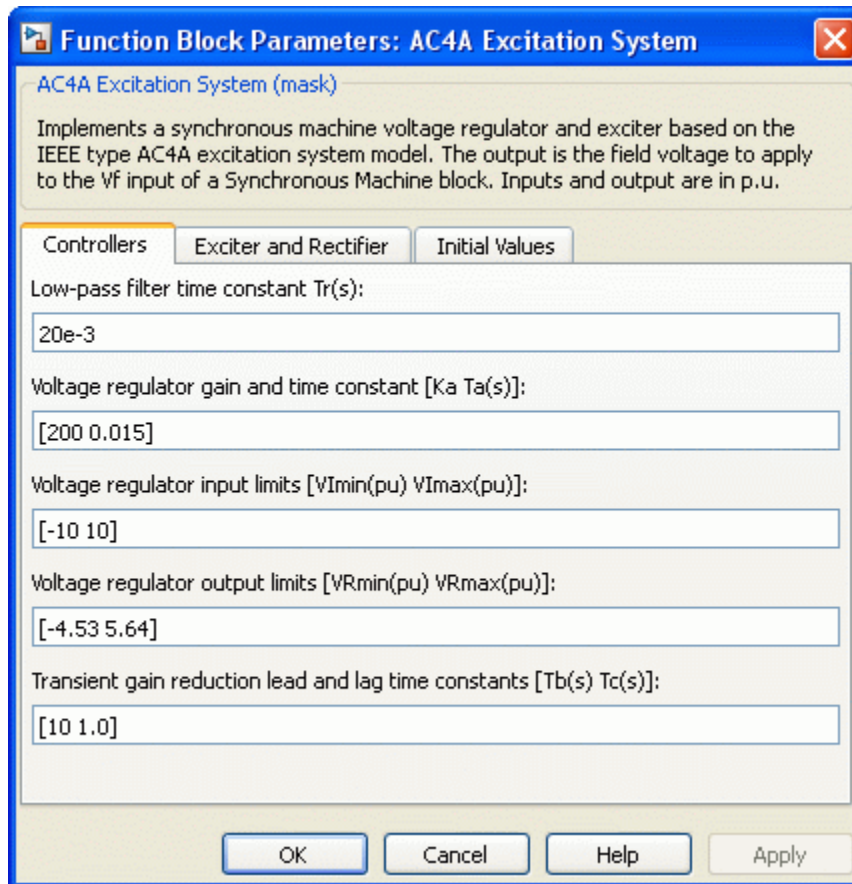 Function Block Parameters: AC4A Excitation System
AC4A Excitation System (mask)
Implements a synchronous machine voltage regulator and exciter based on the
IEEE type AC4A excitation system model. The output is the field voltage to apply
to the Vf input of a Synchronous Machine block. Inputs and output are in p.u.
Controllers Exciter and Rectifier Initial Values
Low-pass filter time constant Tr(s):
20e-3
Voltage regulator gain and time constant [Ka Ta(s)]:
[200 0.015]
Voltage regulator input limits [VImin(pu) VImax(pu)]:
[-10 10]
Voltage regulator output limits [VRmin(pu) VRmax(pu)]:
[-4.53 5.64]
Transient gain reduction lead and lag time constants [Tb(s) Tc(s)]:
[10 1.0]
OK Cancel Help Apply